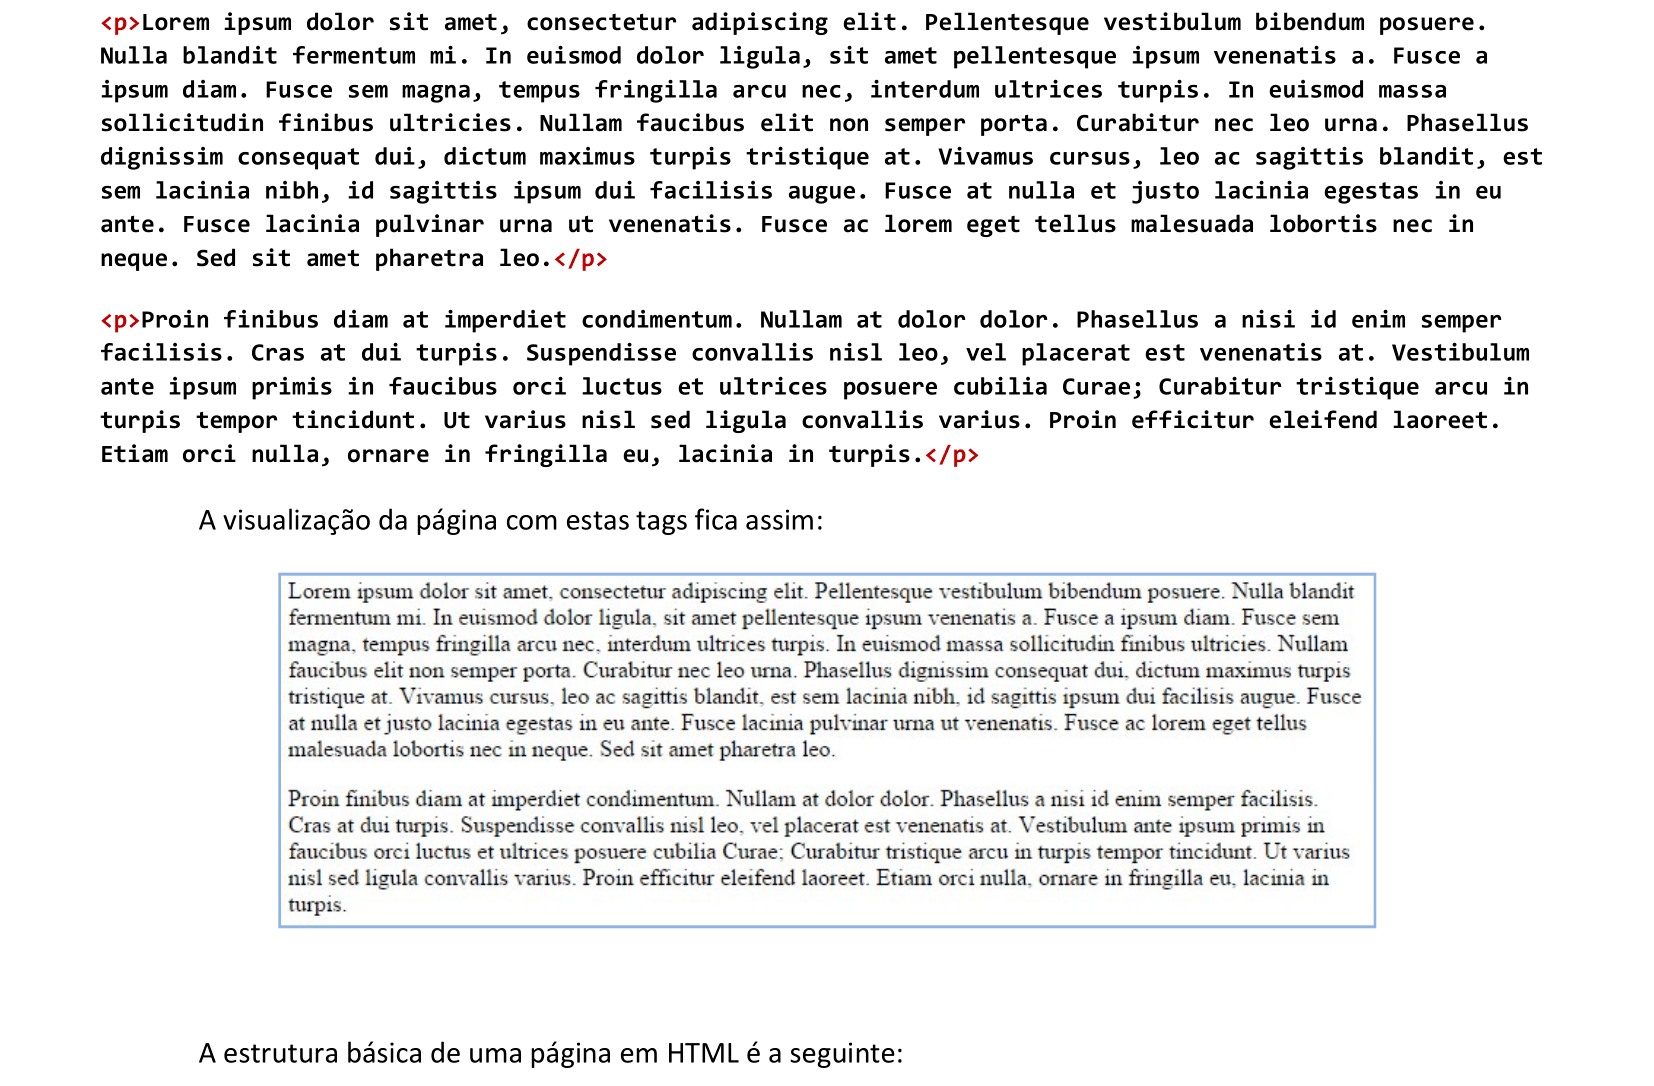 <p>Lorem ipsum dolor sit amet, consectetur adipiscing elit. Pellentesque vestibulum bibendum posuere.
Nulla blandit fermentum mi. In euismod dolor ligula, sit amet pellentesque ipsum venenatis a. Fusce a
ipsum diam. Fusce sem magna, tempus fringilla arcu nec, interdum ultrices turpis. In euismod massa
sollicitudin finibus ultricies. Nullam faucibus elit non semper porta. Curabitur nec leo urna. Phasellus
dignissim consequat dui, dictum maximus turpis tristique at. Vivamus cursus, leo ac sagittis blandit, est
sem lacinia nibh, id sagittis ipsum dui facilisis augue. Fusce at nulla et justo lacinia egestas in eu
ante. Fusce lacinia pulvinar urna ut venenatis. Fusce ac lorem eget tellus malesuada lobortis nec in
neque. Sed sit amet pharetra leo.</p>
<p>Proin finibus diam at imperdiet condimentum. Nullam at dolor dolor. Phasellus a nisi id enim semper
facilisis. Cras at dui turpis. Suspendisse convallis nisl leo, vel placerat est venenatis at. Vestibulum
ante ipsum primis in faucibus orci luctus et ultrices posuere cubilia Curae; Curabitur tristique arcu in
turpis tempor tincidunt. Ut varius nisl sed ligula convallis varius. Proin efficitur eleifend laoreet.
Etiam orci nulla, ornare in fringilla eu, lacinia in turpis.</p>
A visualização da página com estas tags fica assim:
Lorem ipsum dolor sit amet, consectetur adipiscing elit. Pellentesque vestibulum bibendum posuere. Nulla blandit
fermentum mi. In euismod dolor ligula, sit amet pellentesque ipsum venenatis a. Fusce a ipsum diam. Fusce sem
magna, tempus fringilla arcu nec, interdum ultrices turpis. In euismod massa sollicitudin finibus ultricies. Nullam
faucibus elit non semper porta. Curabitur nec leo urna. Phasellus dignissim consequat dui, dictum maximus turpis
tristique at. Vivamus cursus, leo ac sagittis blandit, est sem lacinia nibh, id sagittis ipsum dui facilisis augue. Fusce
at nulla et justo lacinia egestas in eu ante. Fusce lacinia pulvinar urna ut venenatis. Fusce ac lorem eget tellus
malesuada lobortis nec in neque. Sed sit amet pharetra leo.
Proin finibus diam at imperdiet condimentum. Nullam at dolor dolor. Phasellus a nisi id enim semper facilisis.
Cras at dui turpis. Suspendisse convallis nisl leo, vel placerat est venenatis at. Vestibulum ante ipsum primis in
faucibus orci luctus et ultrices posuere cubilia Curae; Curabitur tristique arcu in turpis tempor tincidunt. Ut varius
nisl sed ligula convallis varius. Proin efficitur eleifend laoreet. Etiam orci nulla, ornare in fringilla eu, lacinia in
turpis.
A estrutura básica de uma página em HTML é a seguinte: